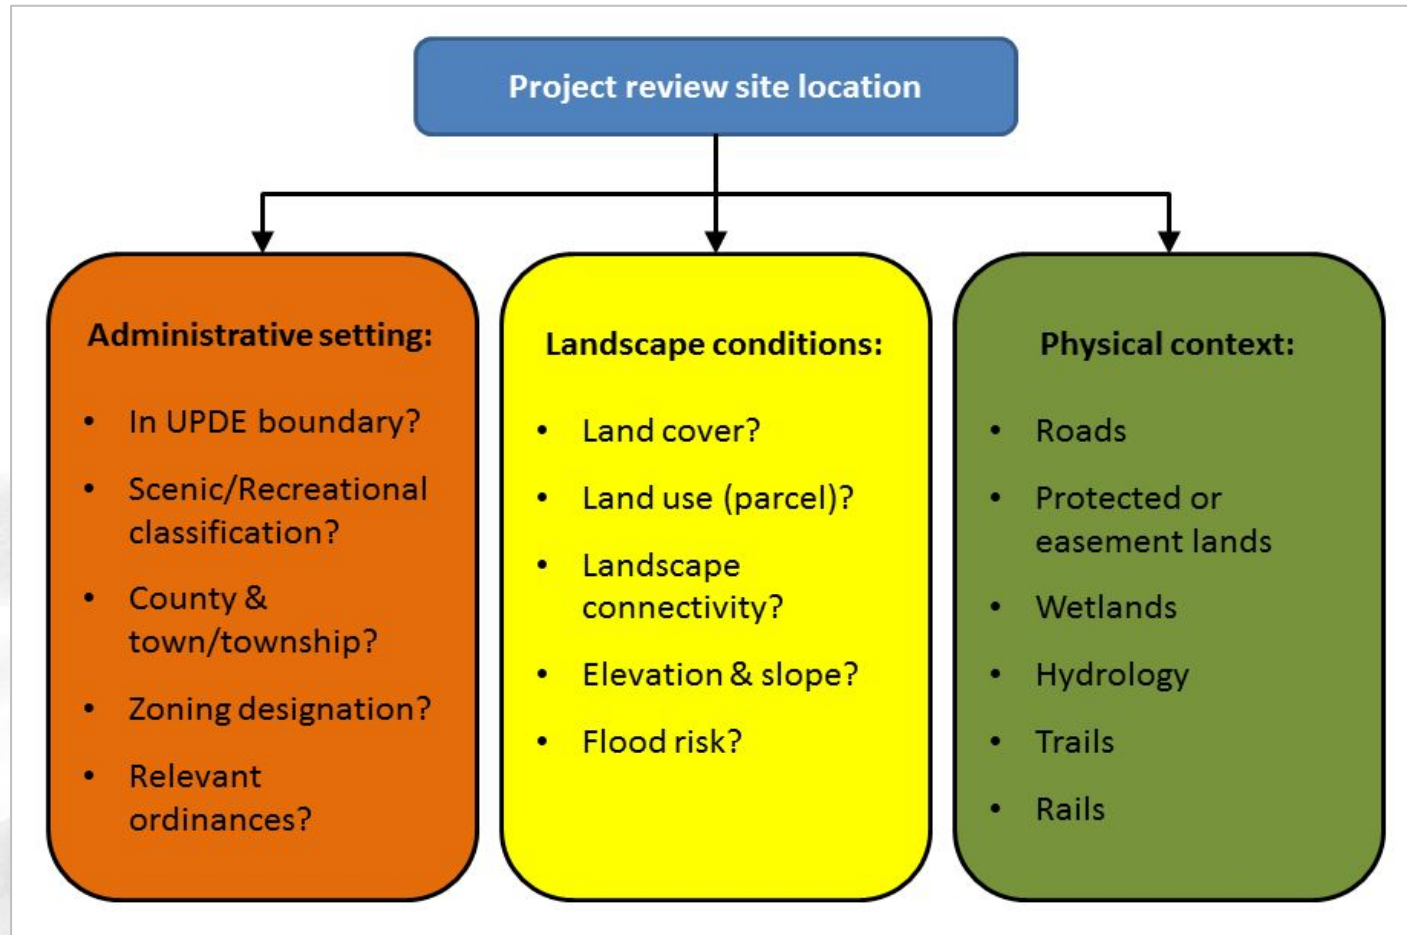 Project review site location
Administrative setting:
• In UPDE boundary?
• Scenic/Recreational
classification?
• County &
town/township?
• Zoning designation?
• Relevant
ordinances?
Landscape conditions:
• Land cover?
• Land use (parcel)?
• Landscape
connectivity?
• Elevation & slope?
• Flood risk?
Physical context:
• Roads
• Protected or
easement lands
• Wetlands
• Hydrology
• Trails
• Rails